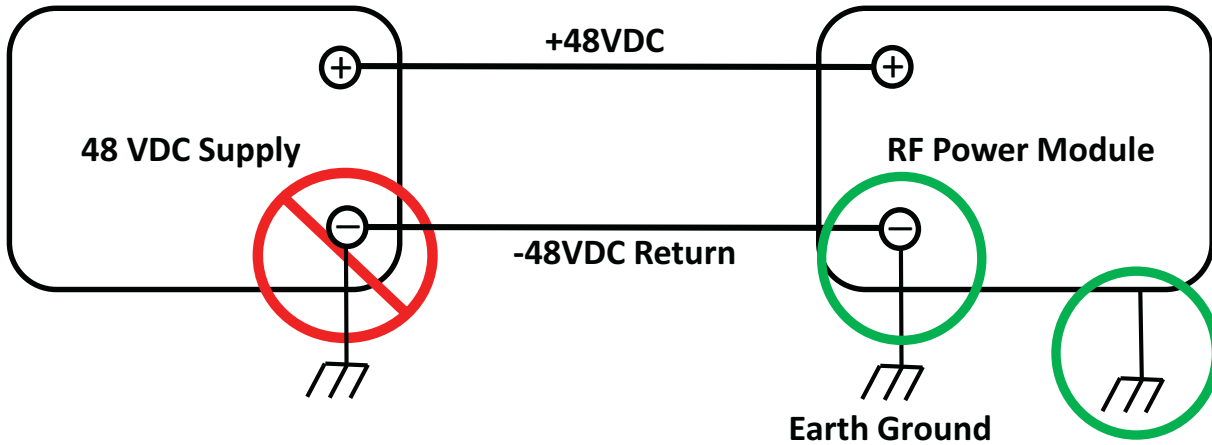 +48VDC
+
+
48 VDC Supply
RF Power Module
−
−
-48VDC Return
Earth Ground